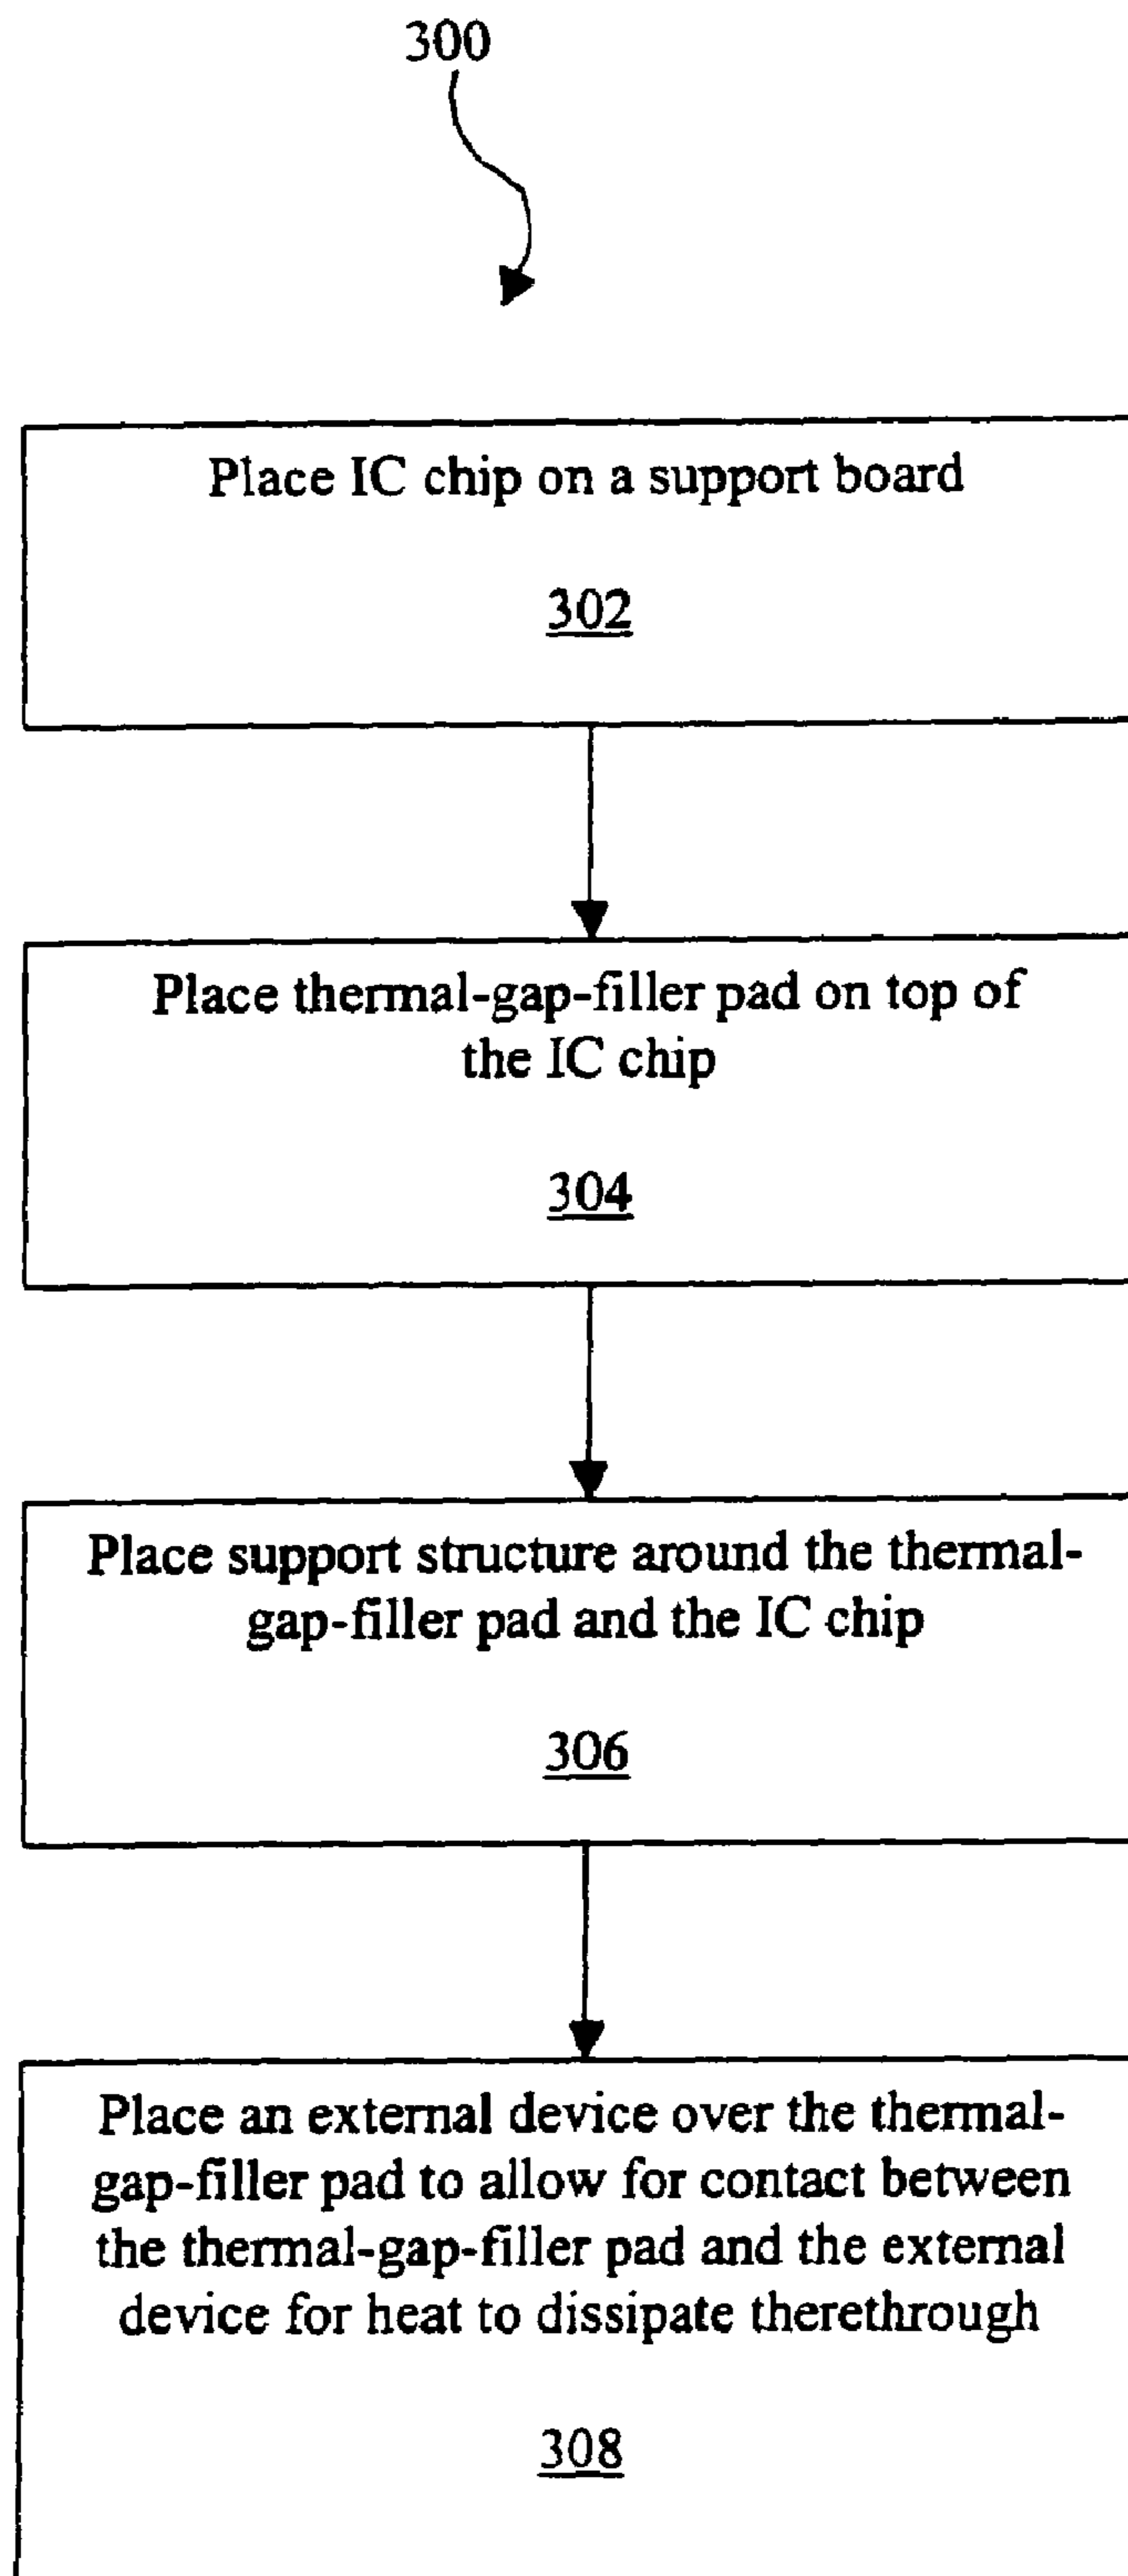 300
Place IC chip on a support board
302
Place thermal-gap-filler pad on top of
the IC chip
304
Place support structure around the thermal-
gap-filler pad and the IC chip
306
Place an external device over the thermal-
gap-filler pad to allow for contact between
the thermal-gap-filler pad and the external
device for heat to dissipate therethrough
308